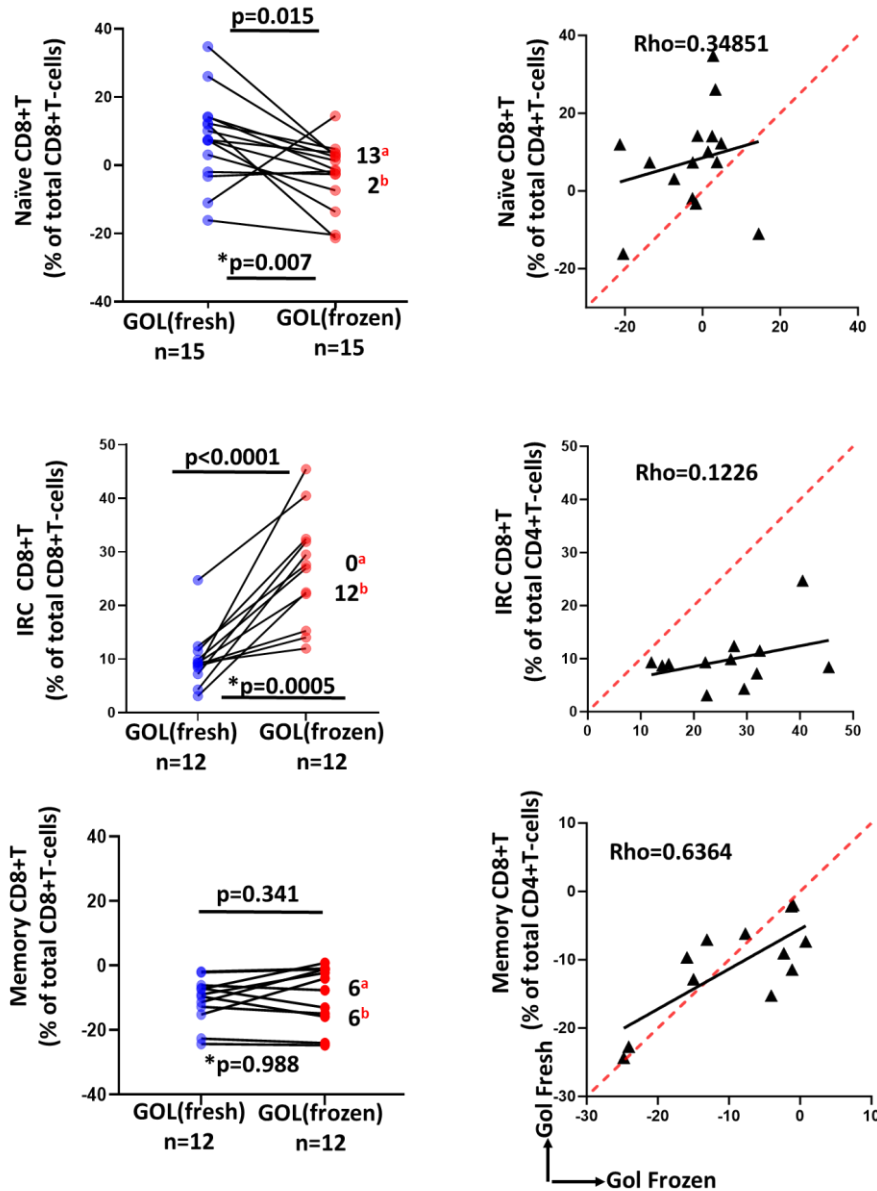 p=0.015
40
20
0
-20
-40
Naïve CD8+T
(% of total CD8+T-cells)
13ᵃ
2ᵇ
*p=0.007
GOL(fresh) GOL(frozen)
n=15 n=15
Rho=0.34851
40
20
0
-20
Naïve CD8+T
(% of total CD4+T-cells)
-20 0 20 40
p<0.0001
50
40
30
20
10
0
IRC CD8+T
(% of total CD8+T-cells)
0ᵃ
12ᵇ
*p=0.0005
GOL(fresh) GOL(frozen)
n=12 n=12
Rho=0.1226
50
40
30
20
10
0
IRC CD8+T
(% of total CD4+T-cells)
0 10 20 30 40 50
p=0.341
40
20
0
-20
-40
Memory CD8+T
(% of total CD8+T-cells)
6ᵃ
6ᵇ
*p=0.988
GOL(fresh) GOL(frozen)
n=12 n=12
Rho=0.6364
10
0
-10
-20
-30
Memory CD8+T
(% of total CD4+T-cells)
-30 -20 -10 0 10
Gol Fresh
Gol Frozen